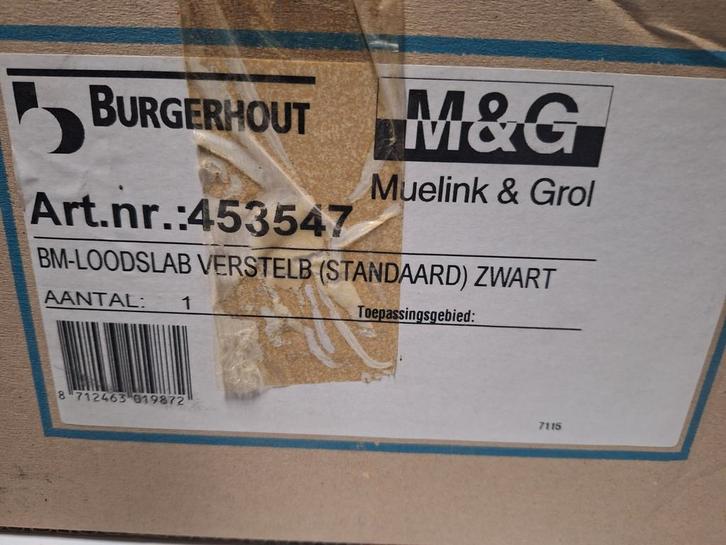 BURGERHOUT
M&G
Muelink & Grol
Art.nr.:453547
BM-LOODSLAB VERSTELB (STANDAARD) ZWART
AANTAL: 1
Toepassingsgebied:
8 712463 019872
7115